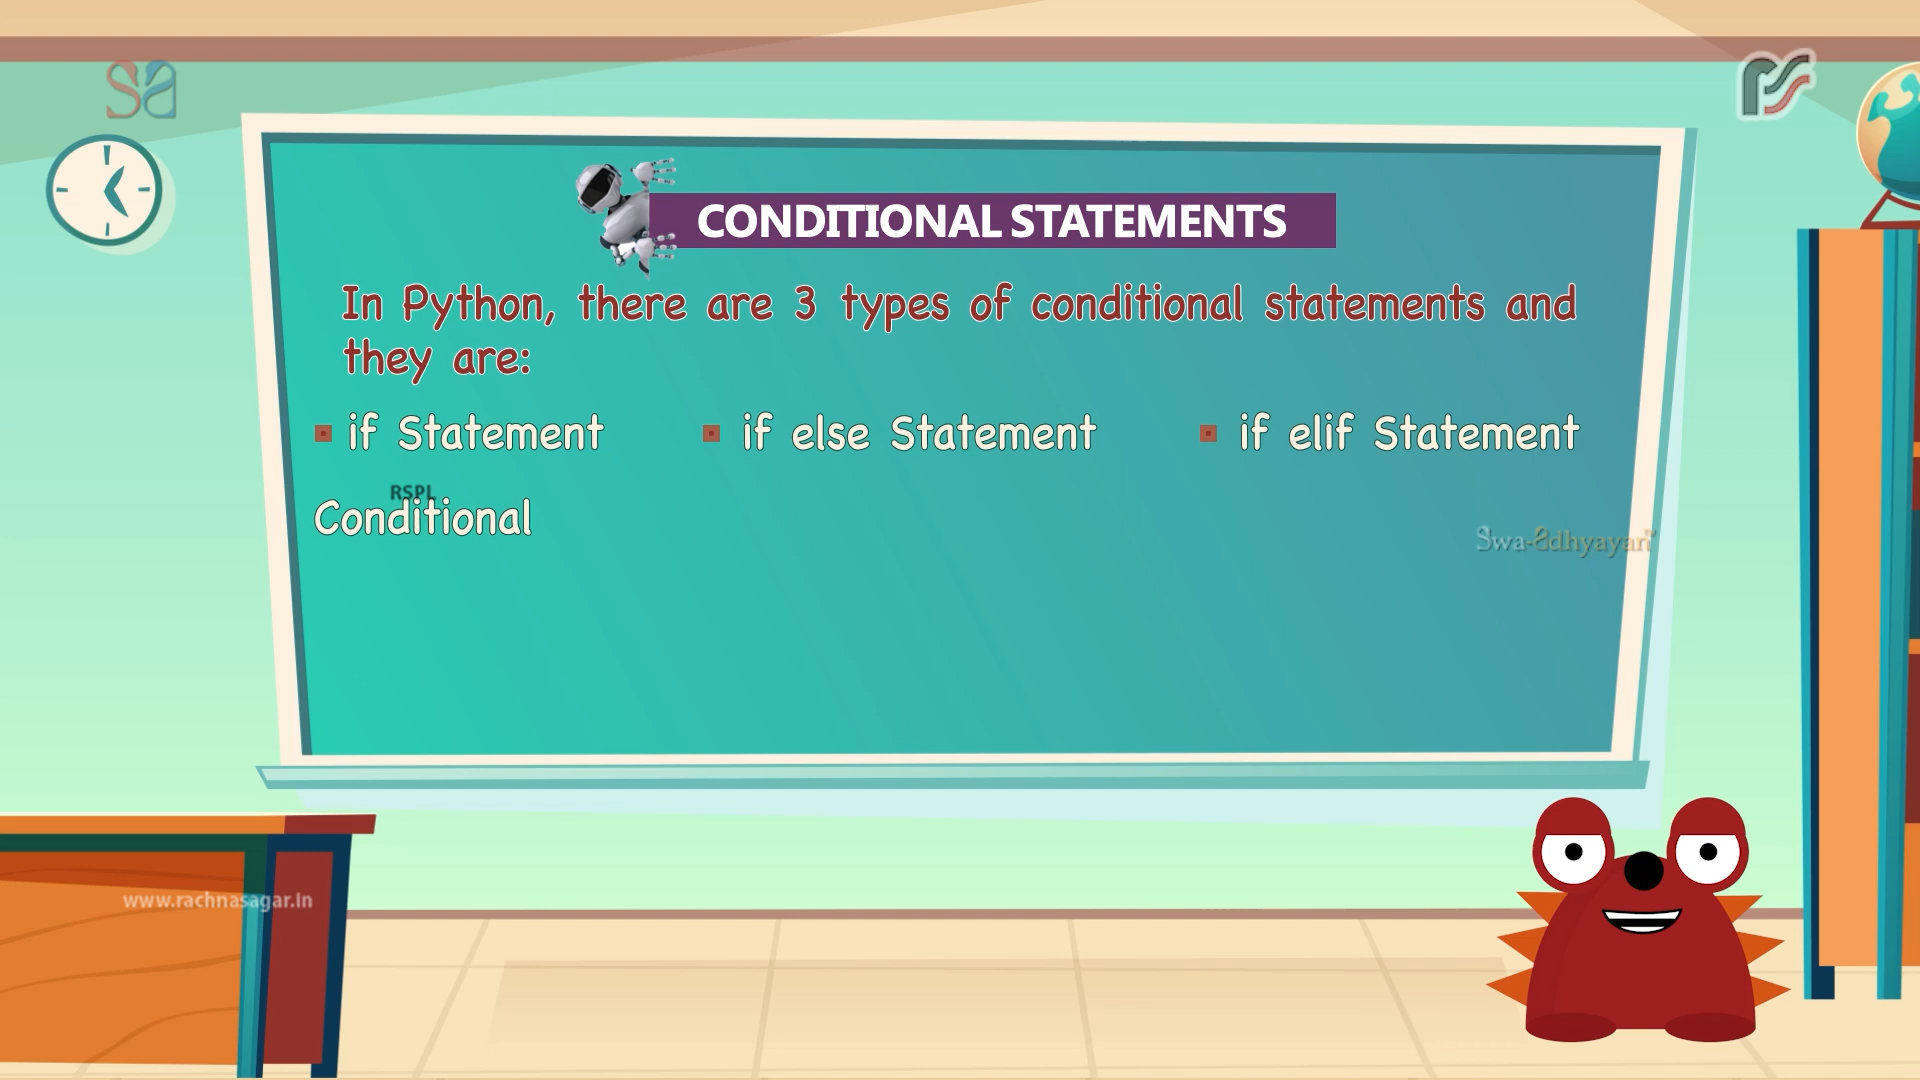 sa
CONDITIONAL STATEMENTS
In Python, there are 3 types of conditional statements and
they are:
if Statement
if else Statement
if elif Statement
RSPL
Conditional
Swa-Adhyayan
www.rachnasagar.in